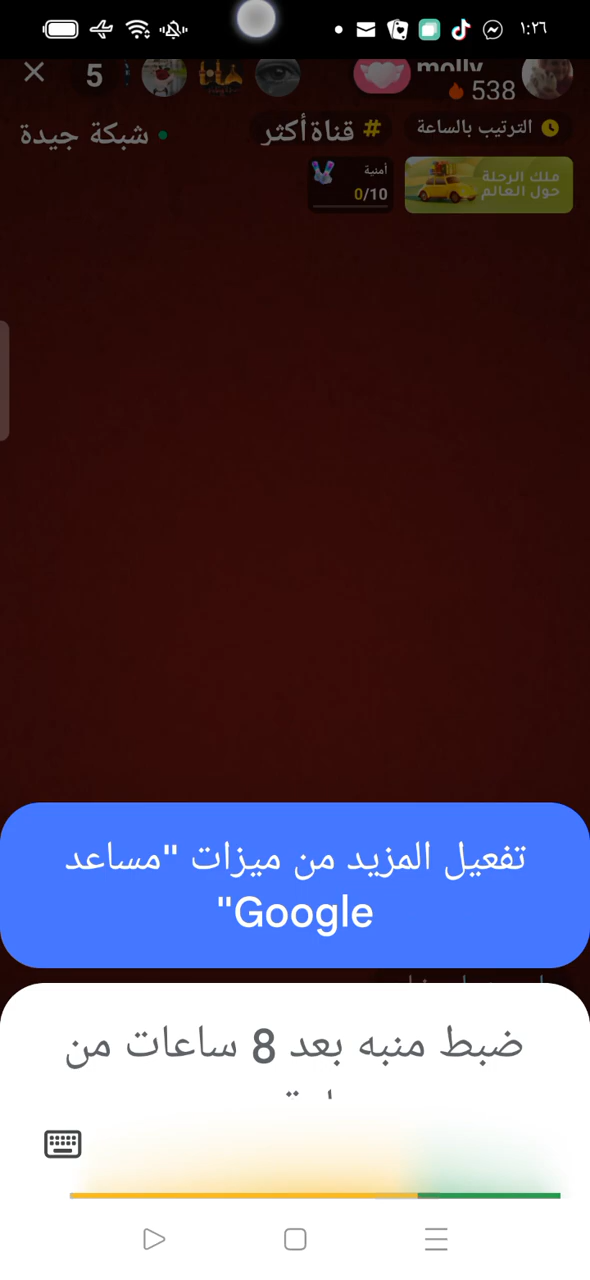 ١:٢٦
molly
538
5
الترتيب بالساعة
# قناة أكثر
شبكة جيدة
ملك الرحلة
حول العالم
أمنية
0/10
تفعيل المزيد من ميزات "مساعد
Google"
ضبط منبه بعد 8 ساعات من